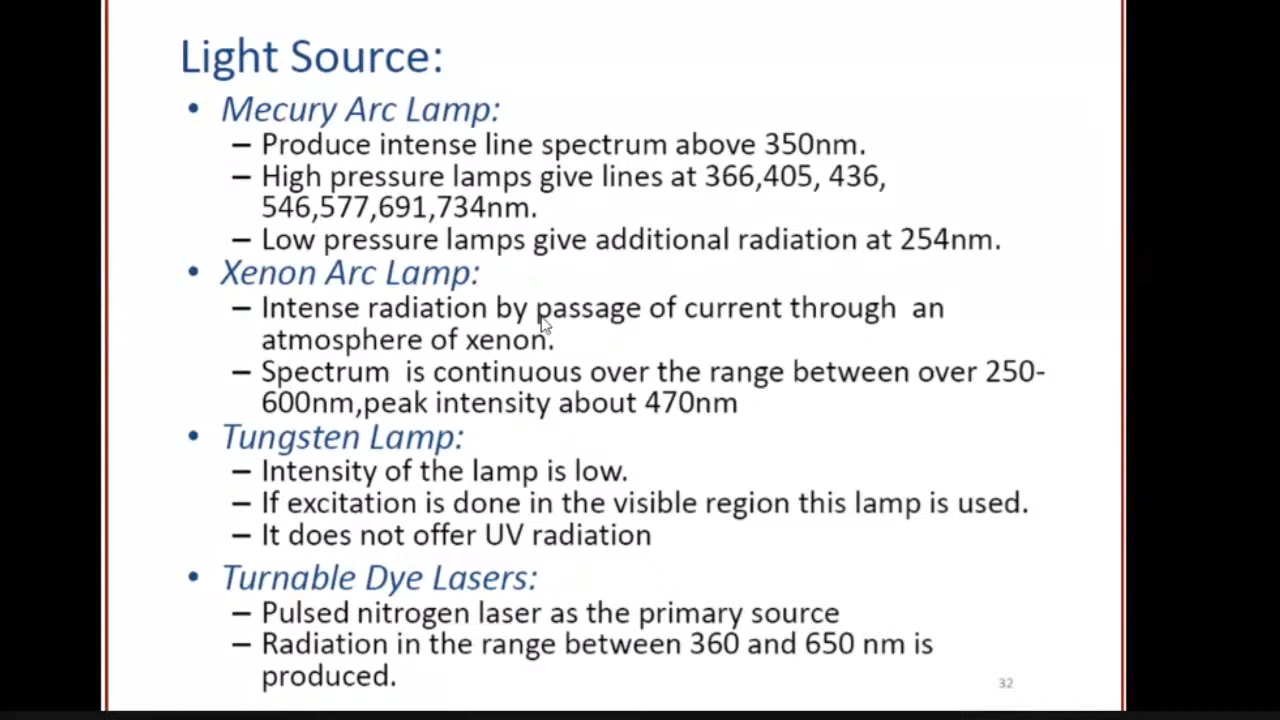 Light Source:
• Mecury Arc Lamp:
– Produce intense line spectrum above 350nm.
– High pressure lamps give lines at 366,405, 436,
546,577,691,734nm.
– Low pressure lamps give additional radiation at 254nm.
• Xenon Arc Lamp:
– Intense radiation by passage of current through an
atmosphere of xenon.
– Spectrum is continuous over the range between over 250-
600nm,peak intensity about 470nm
• Tungsten Lamp:
– Intensity of the lamp is low.
– If excitation is done in the visible region this lamp is used.
– It does not offer UV radiation
• Turnable Dye Lasers:
– Pulsed nitrogen laser as the primary source
– Radiation in the range between 360 and 650 nm is
produced.
32